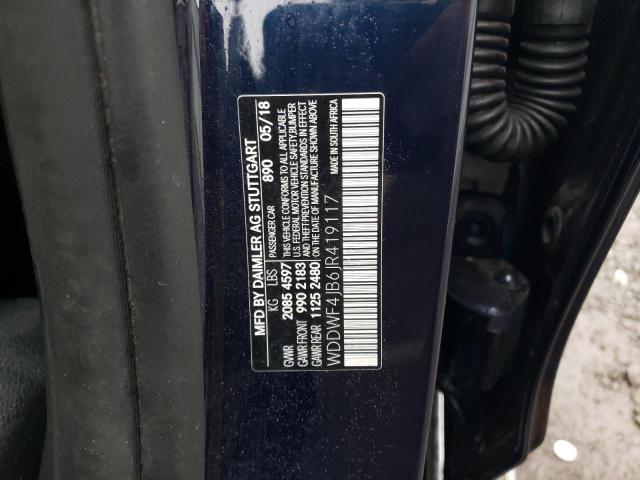 MFD BY DAIMLER AG STUTTGART
PASSENGER CAR 890 05/18
KG LBS
GVWR 2085 4597
GAWR FRONT 990 2183
GAWR REAR 1125 2480
THIS VEHICLE CONFORMS TO ALL APPLICABLE
U.S. FEDERAL MOTOR VEHICLE SAFETY,BUMPER
AND THEFT PREVENTION STANDARDS IN EFFECT
ON THE DATE OF MANUFACTURE SHOWN ABOVE
WDDWF4JB6JR419117
MADE IN SOUTH AFRICA